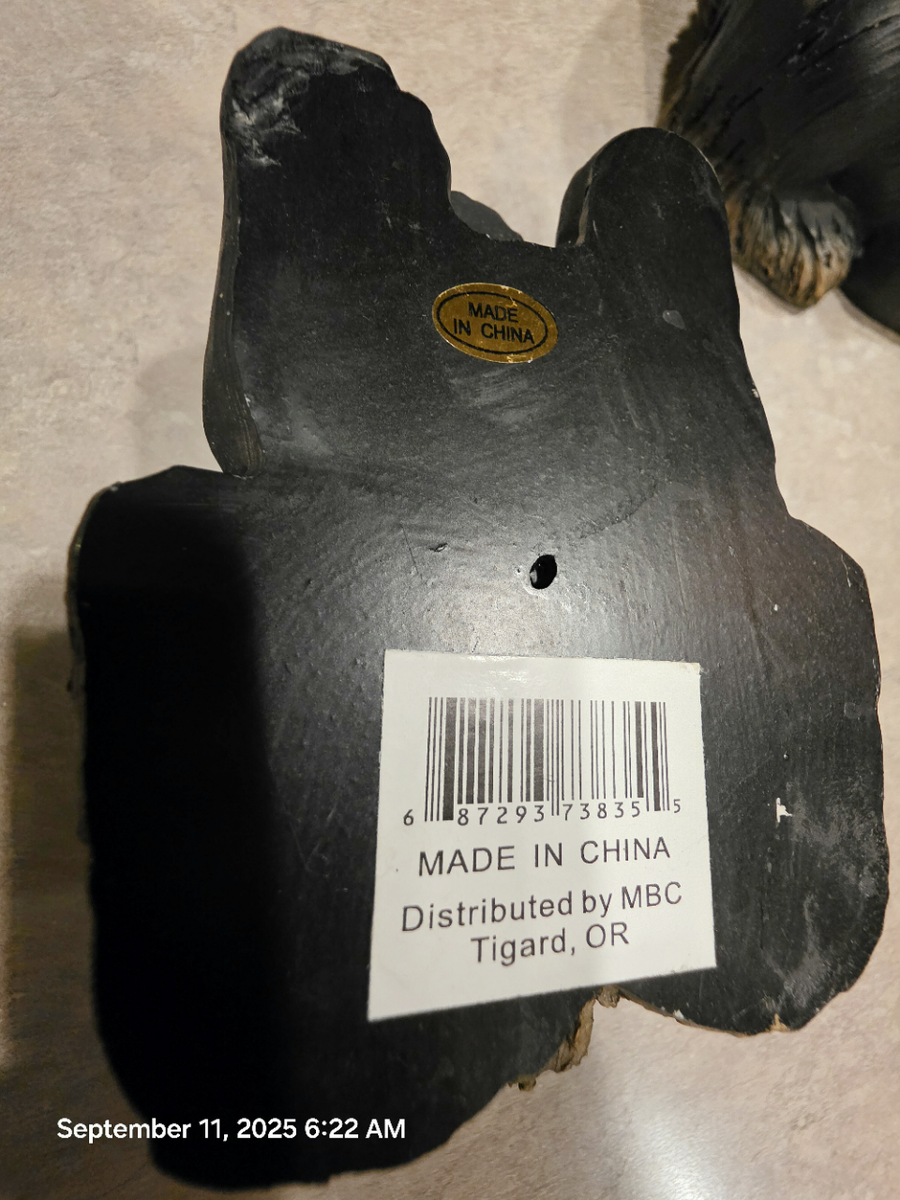 MADE
IN CHINA
6 87293 73835 5
MADE IN CHINA
Distributed by MBC
Tigard, OR
September 11, 2025 6:22 AM